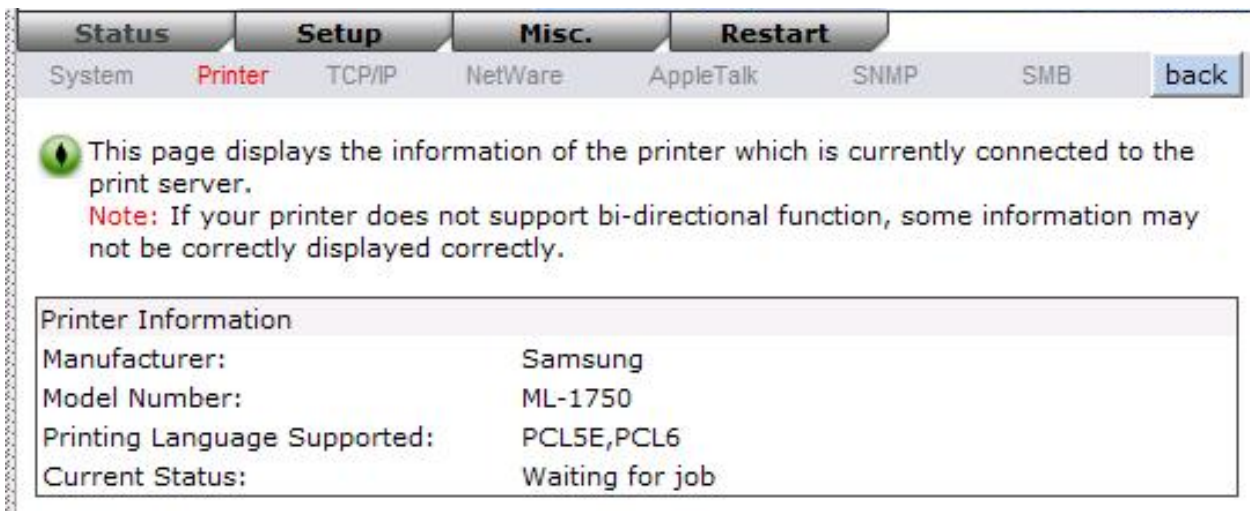 Status Setup Misc. Restart
System Printer TCP/IP NetWare AppleTalk SNMP SMB back
This page displays the information of the printer which is currently connected to the
print server.
Note: If your printer does not support bi-directional function, some information may
not be correctly displayed correctly.
Printer Information
Manufacturer: Samsung
Model Number: ML-1750
Printing Language Supported: PCL5E,PCL6
Current Status: Waiting for job